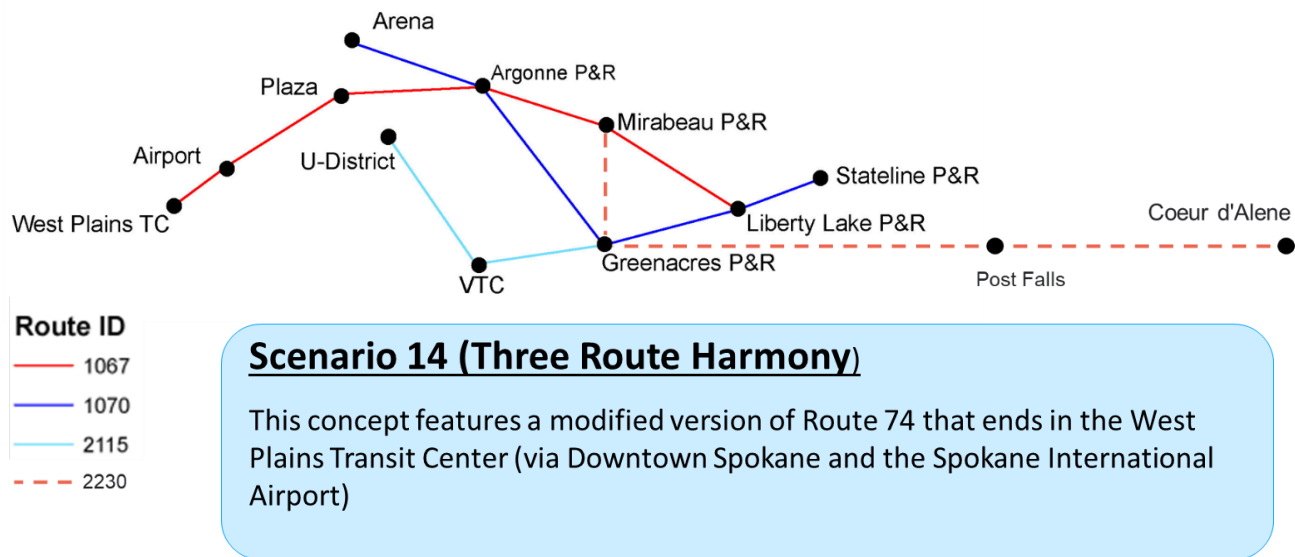 Arena
Argonne P&R
Plaza
Mirabeau P&R
Airport
U-District
Stateline P&R
West Plains TC
Liberty Lake P&R
Coeur d'Alene
Greenacres P&R
VTC
Post Falls
Route ID
1067
1070
2115
2230
Scenario 14 (Three Route Harmony)
This concept features a modified version of Route 74 that ends in the West
Plains Transit Center (via Downtown Spokane and the Spokane International
Airport)